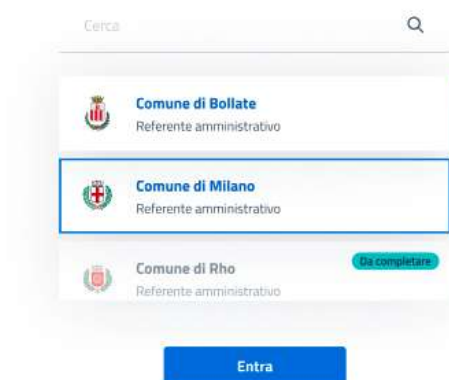 Cerca
Comune di Bollate
Referente amministrativo
Comune di Milano
Referente amministrativo
Comune di Rho
Da completare
Referente amministrativo
Entra